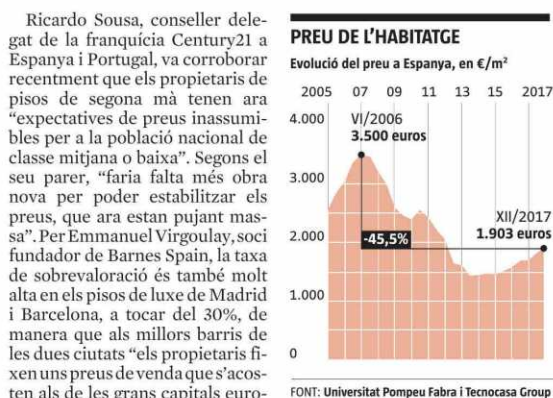 Ricardo Sousa, conseller dele-
gat de la franquícia Century21 a
Espanya i Portugal, va corroborar
recentment que els propietaris de
pisos de segona mà tenen ara
“expectatives de preus inassumi-
bles per a la població nacional de
classe mitjana o baixa”. Segons el
seu parer, “faria falta més obra
nova per poder estabilitzar els
preus, que ara estan pujant mas-
sa”. Per Emmanuel Virgoulay, soci
fundador de Barnes Spain, la taxa
de sobrevaloració és també molt
alta en els pisos de luxe de Madrid
i Barcelona, a tocar del 30%, de
manera que als millors barris de
les dues ciutats “els propietaris fi-
xen uns preus de venda que s’acos-
ten als de les grans capitals euro-
PREU DE L’HABITATGE
Evolució del preu a Espanya, en €/m²
2005 07 09 11 13 15 2017
4.000
VI/2006
3.500 euros
3.000
XII/2017
1.903 euros
2.000
-45,5%
1.000
0
FONT: Universitat Pompeu Fabra i Tecnocasa Group